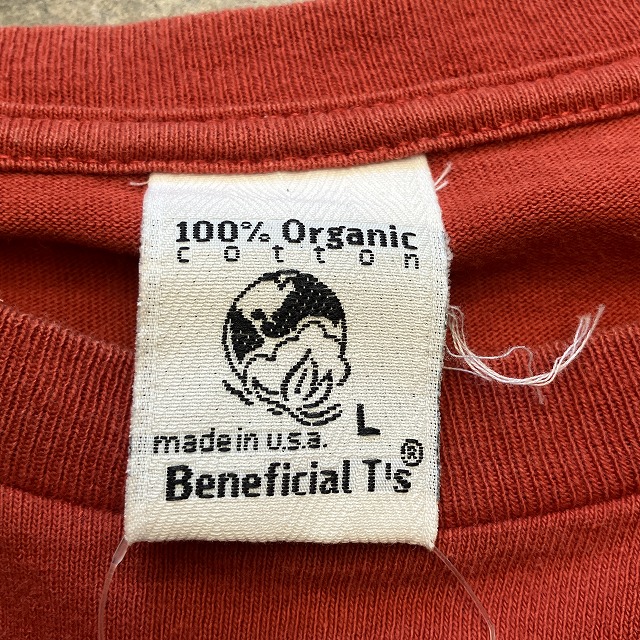 100% Organic
cotton
L
made in u.s.a.
Beneficial T's®